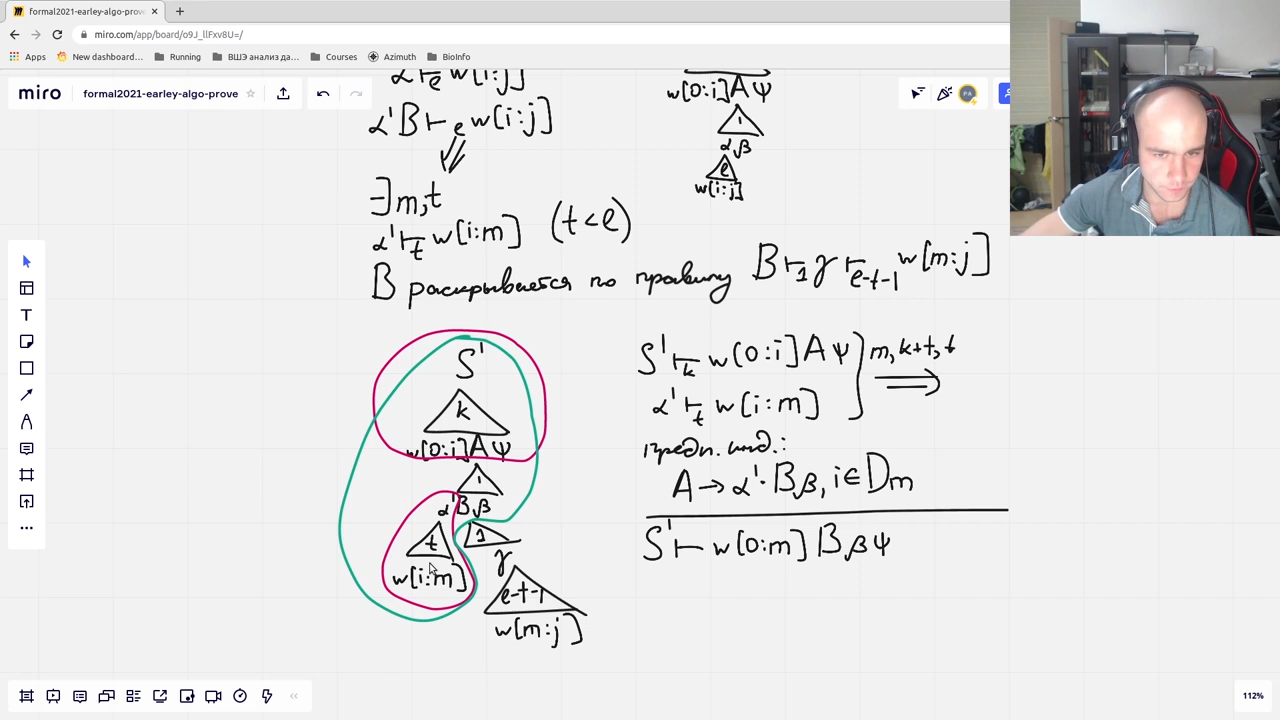 formal2021-earley-algo-prove
miro.com/app/board/o9J_llFxv8U=/
Apps New dashboard... Running ВШЭ анализ да... Courses Azimuth BioInfo
miro formal2021-earley-algo-prove
α ⊢e w[i:j]
α'B ⊢e w[i:j]
⇓
∃m,t
α' ⊢t w[i:m] (t<e)
B раскрывается по правилу B ⊢1 γ ⊢e-t-1 w[m:j]
w[0:i]Aψ
1
αβ
e
w[i:j]
S'
k
w[0:i]Aψ
1
α'Bβ
t
1
w[i:m]
γ
e-t-1
w[m:j]
S' ⊢k w[0:i]Aψ
α' ⊢t w[i:m]
m, k+t, t
⟹
предп. инд.:
A → α'·Bβ, i ∈ Dm
S' ⊢ w[0:m] Bβψ
112%